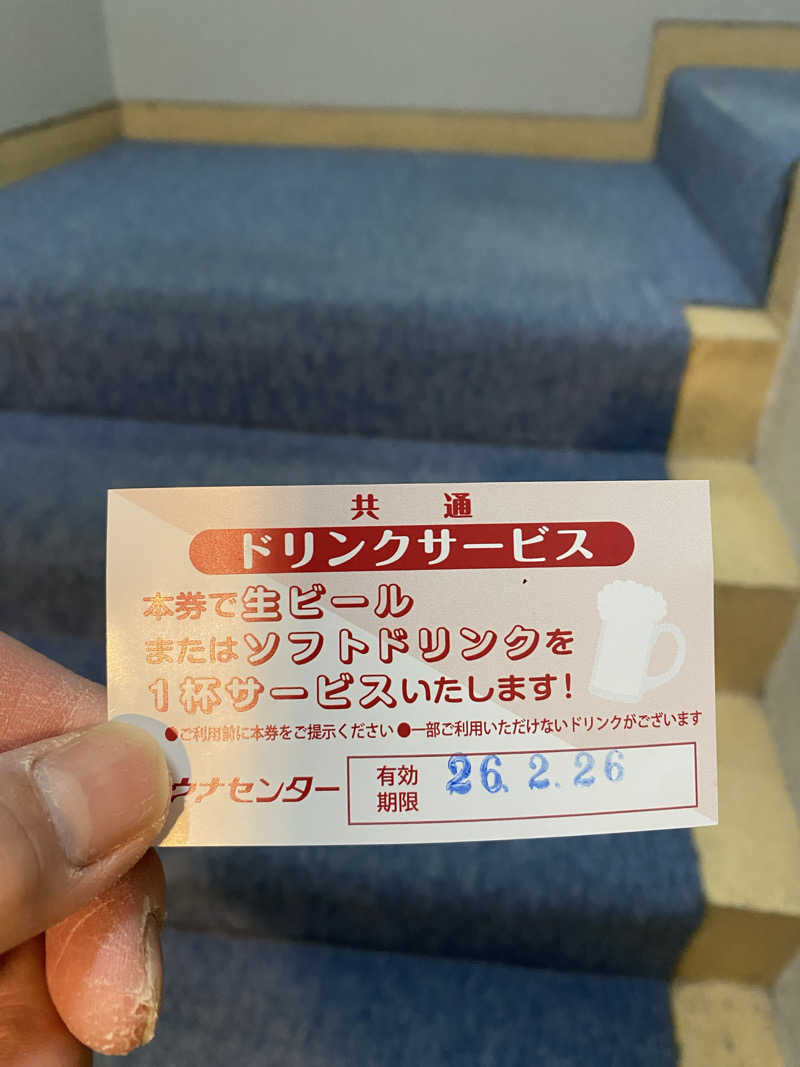 共通
ドリンクサービス
本券で生ビール
またはソフトドリンクを
1杯サービスいたします!
●ご利用前に本券をご提示ください ●一部ご利用いただけないドリンクがございます
ウナセンター
有効
期限
26. 2. 26